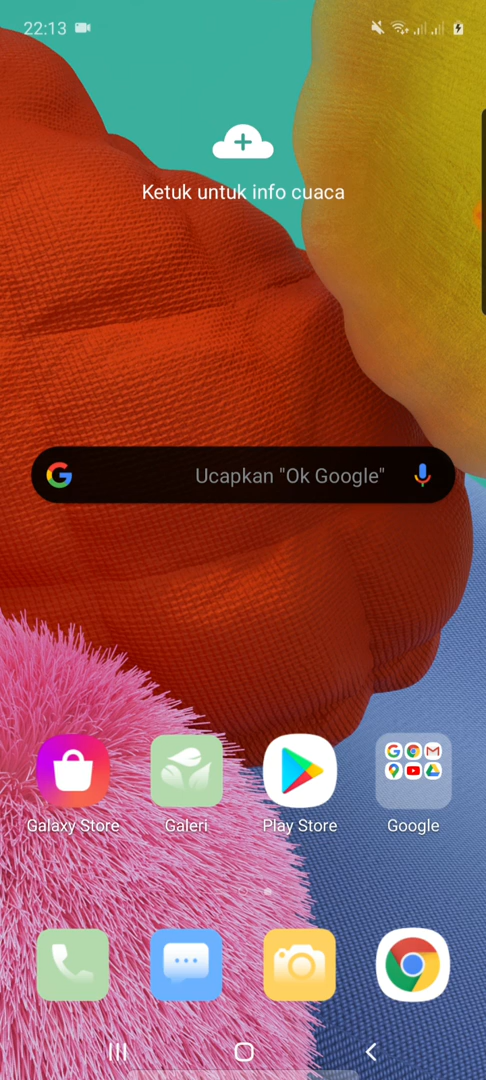 22:13
Ketuk untuk info cuaca
Ucapkan "Ok Google"
Galaxy Store
Galeri
Play Store
Google